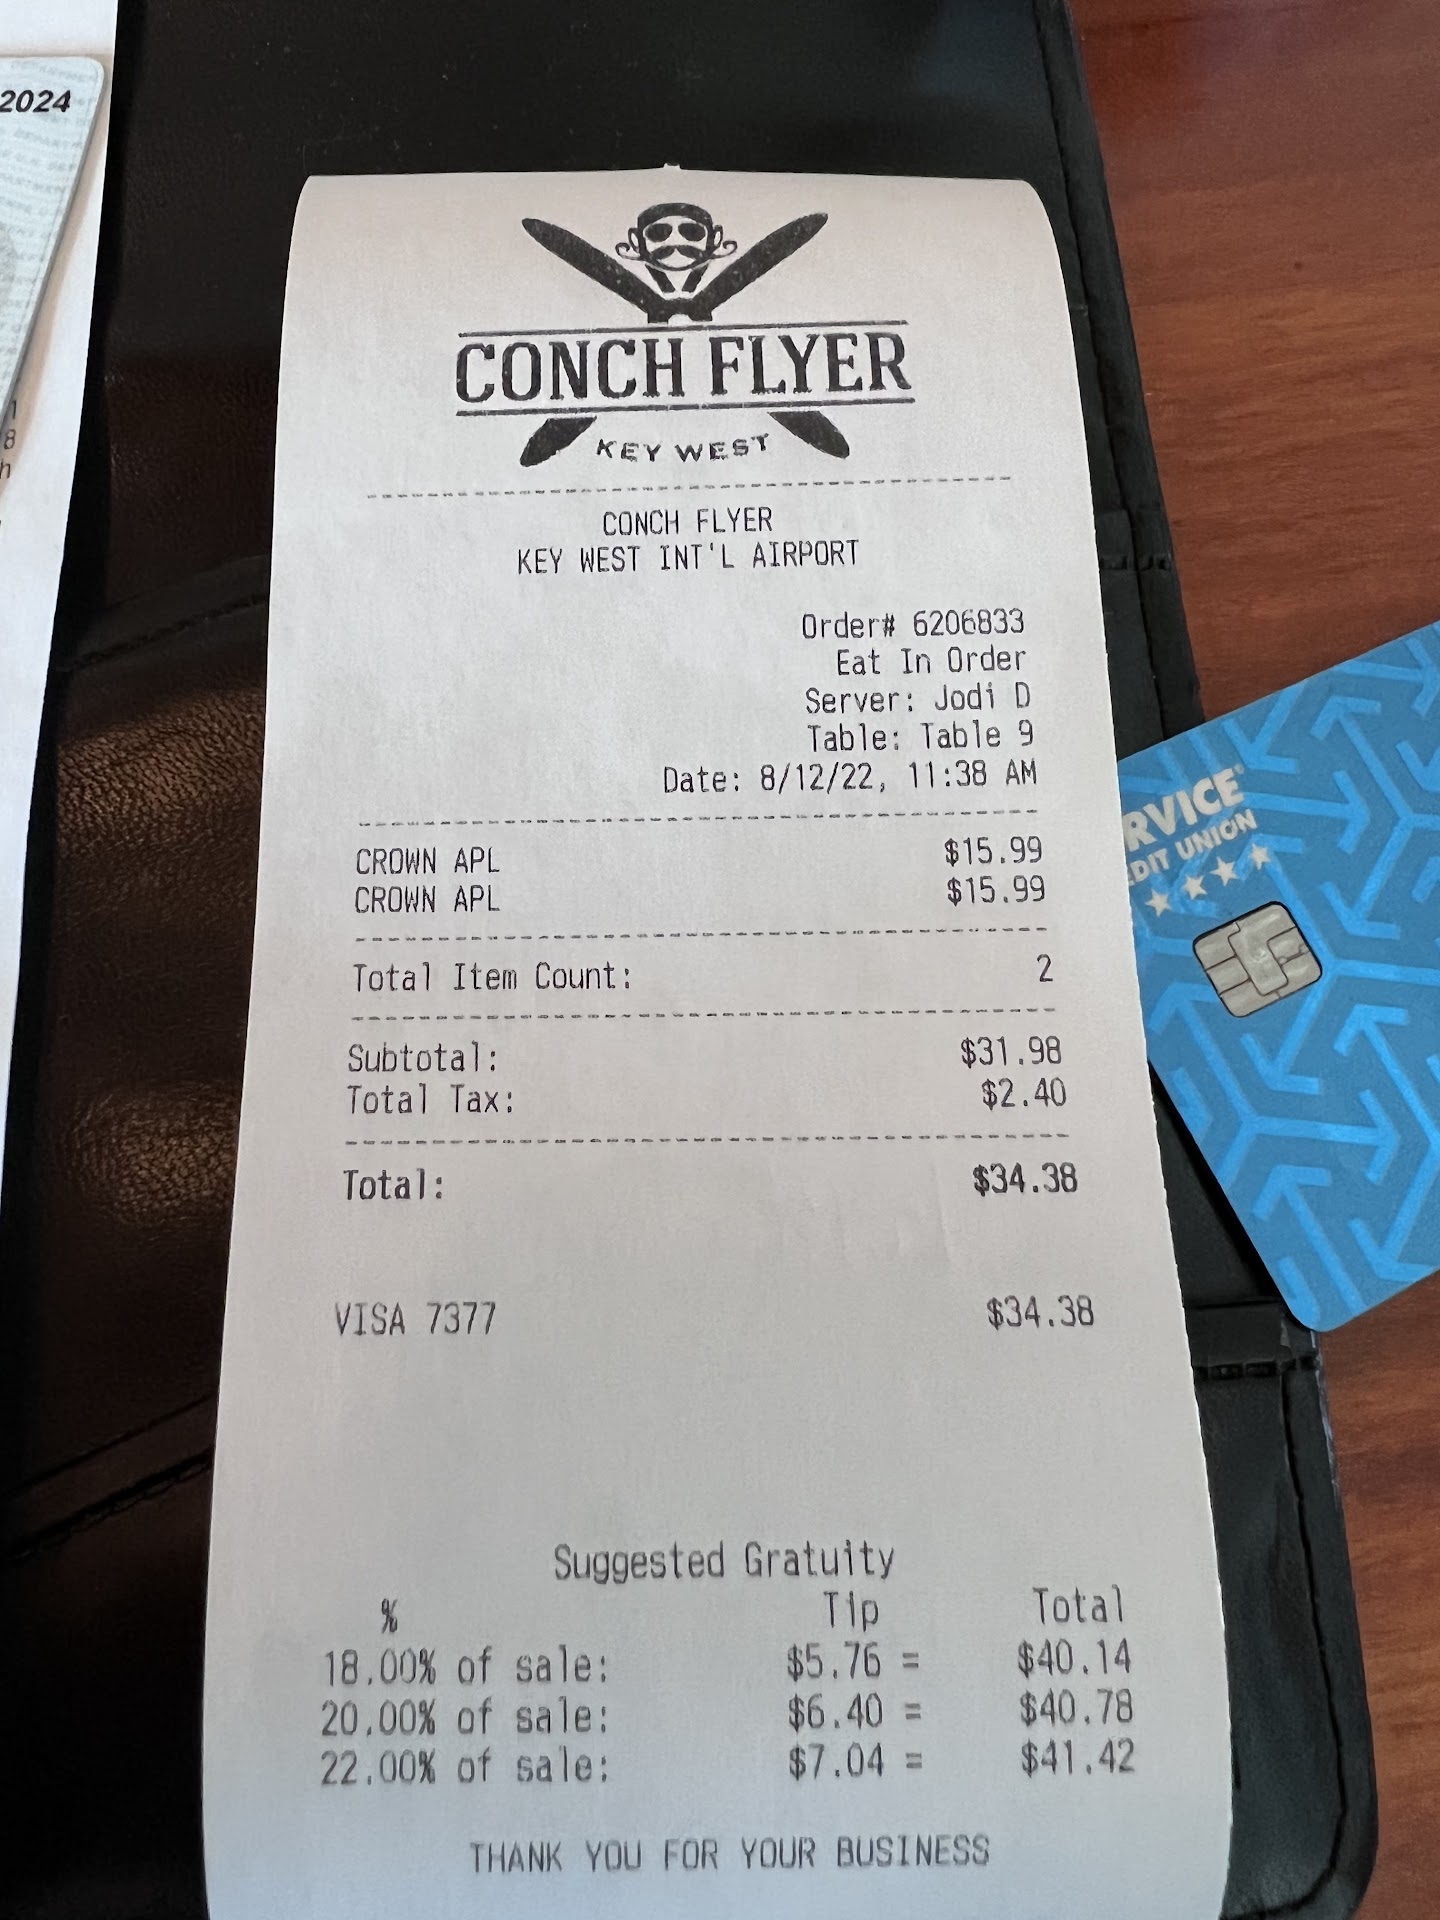 2024
8
h
CONCH FLYER
KEY WEST
CONCH FLYER
KEY WEST INT'L AIRPORT
Order# 6206833
Eat In Order
Server: Jodi D
Table: Table 9
Date: 8/12/22, 11:38 AM
CROWN APL $15.99
CROWN APL $15.99
Total Item Count: 2
Subtotal: $31.98
Total Tax: $2.40
Total: $34.38
VISA 7377 $34.38
Suggested Gratuity
% Tip Total
18.00% of sale: $5.76 = $40.14
20.00% of sale: $6.40 = $40.78
22.00% of sale: $7.04 = $41.42
THANK YOU FOR YOUR BUSINESS
RVICE
EDIT UNION